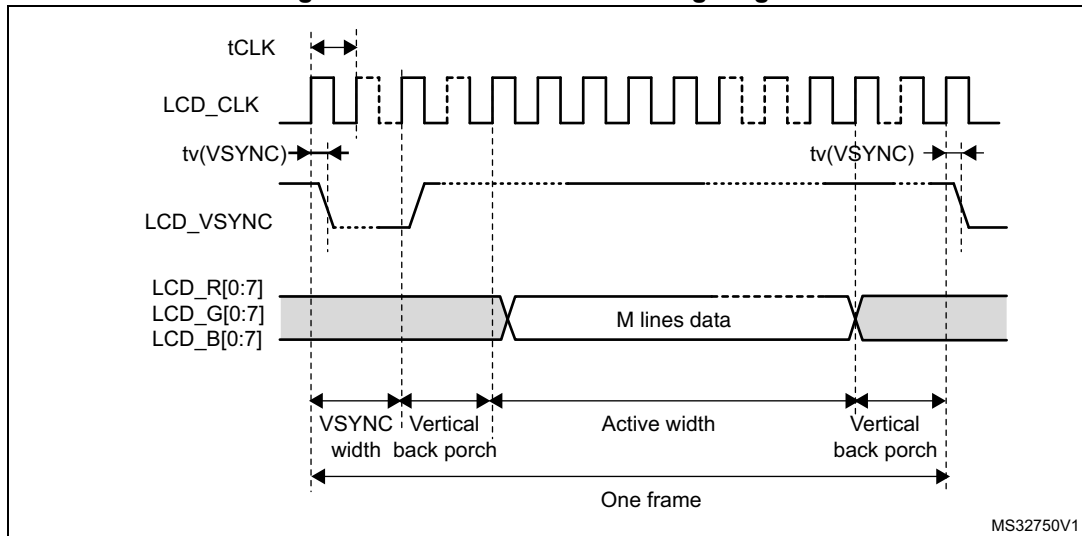 tCLK
LCD_CLK
tv(VSYNC)
tv(VSYNC)
LCD_VSYNC
LCD_R[0:7]
LCD_G[0:7]
LCD_B[0:7]
M lines data
VSYNC width
Vertical back porch
Active width
Vertical back porch
One frame
MS32750V1